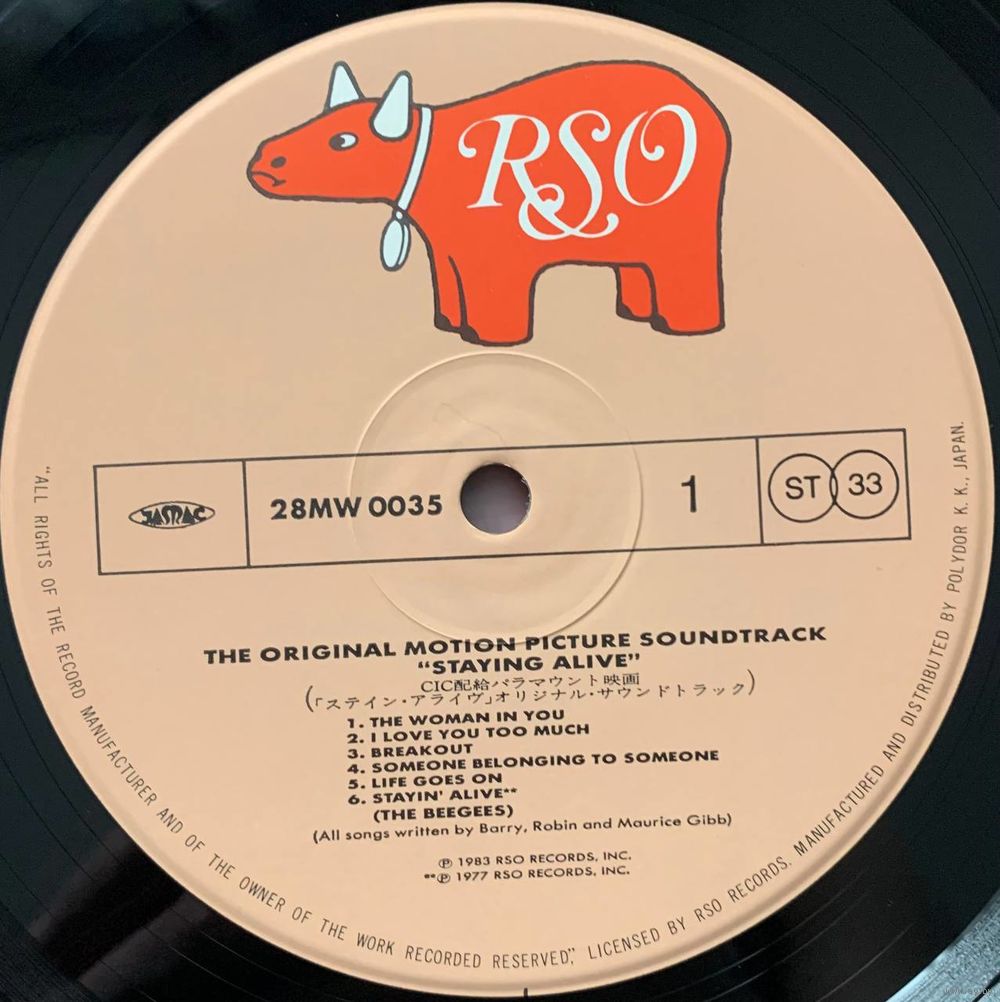 RSO
JASRAC
28MW 0035
1
ST 33
THE ORIGINAL MOTION PICTURE SOUNDTRACK
“STAYING ALIVE”
CIC配給パラマウント映画
(「ステイン・アライヴ」オリジナル・サウンドトラック)
1. THE WOMAN IN YOU
2. I LOVE YOU TOO MUCH
3. BREAKOUT
4. SOMEONE BELONGING TO SOMEONE
5. LIFE GOES ON
6. STAYIN' ALIVE**
(THE BEEGEES)
(All songs written by Barry, Robin and Maurice Gibb)
℗ 1983 RSO RECORDS, INC.
**℗ 1977 RSO RECORDS, INC.
“ALL RIGHTS OF THE RECORD MANUFACTURER AND OF THE OWNER OF THE WORK RECORDED RESERVED”. LICENSED BY RSO RECORDS. MANUFACTURED AND DISTRIBUTED BY POLYDOR K. K., JAPAN.